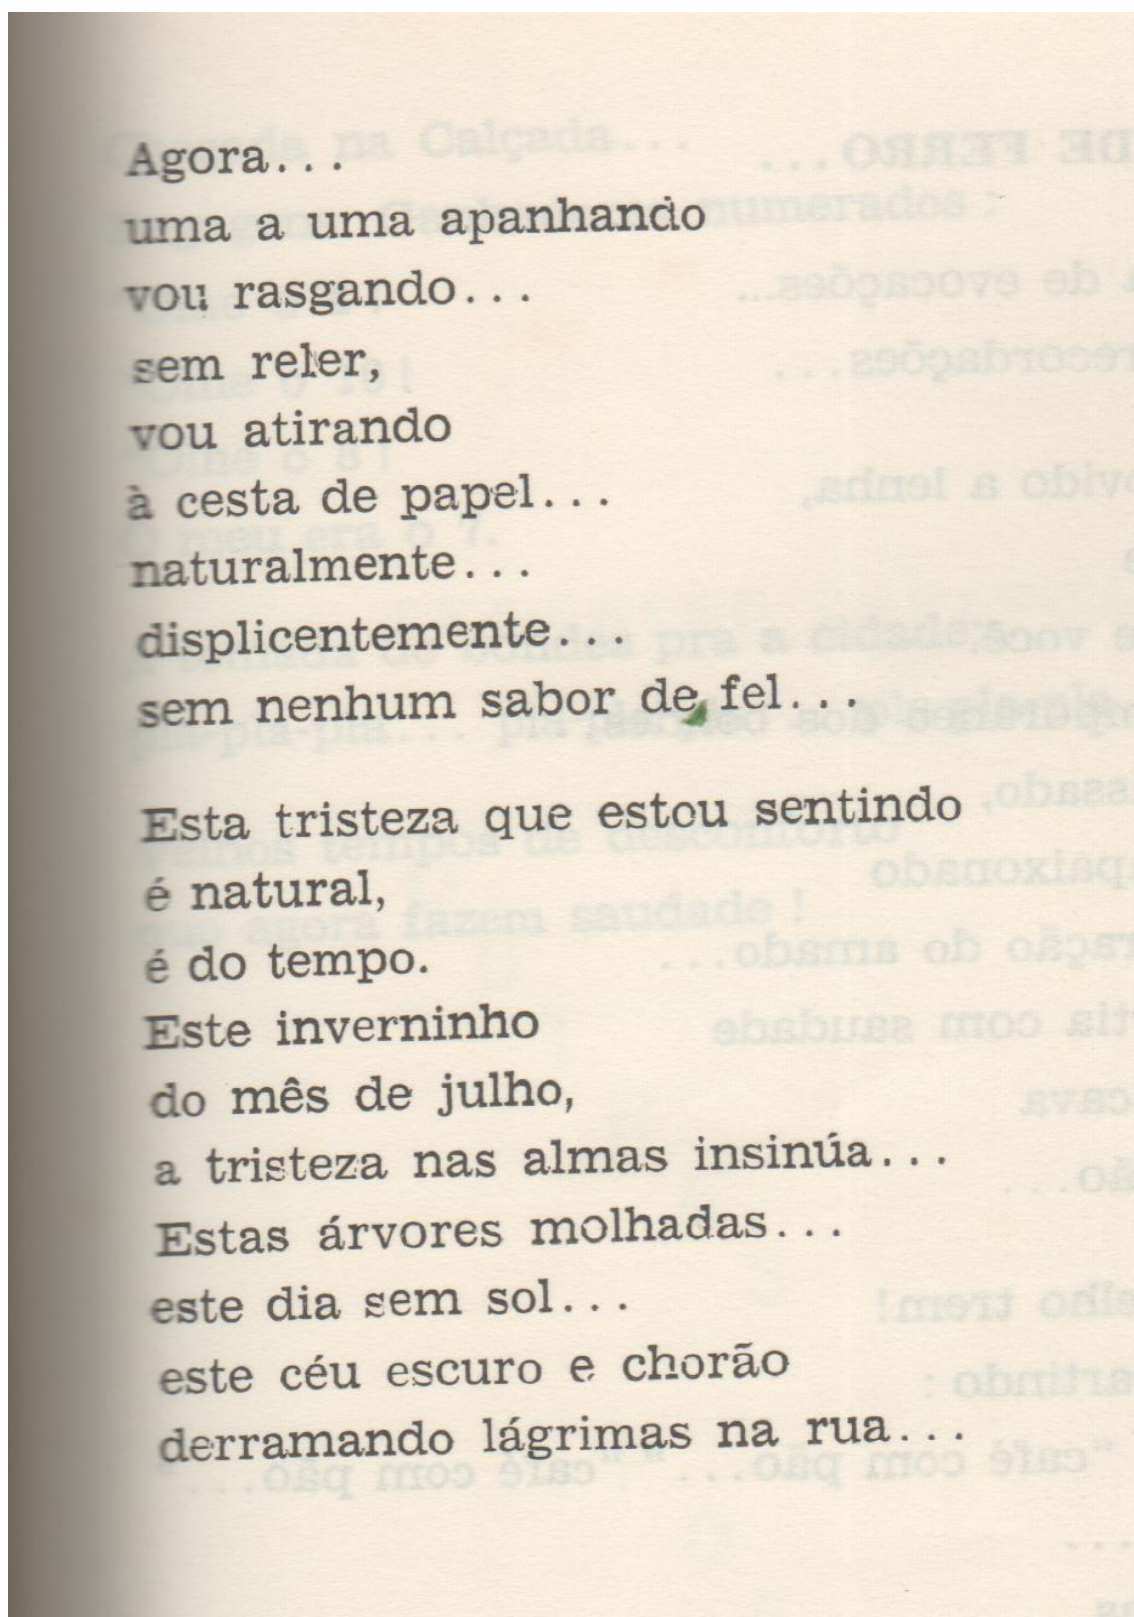 Agora...
uma a uma apanhando
vou rasgando...
sem reler,
vou atirando
à cesta de papel...
naturalmente...
displicentemente...
sem nenhum sabor de fel...
Esta tristeza que estou sentindo
é natural,
é do tempo.
Este inverninho
do mês de julho,
a tristeza nas almas insinúa...
Estas árvores molhadas...
este dia sem sol...
este céu escuro e chorão
derramando lágrimas na rua...